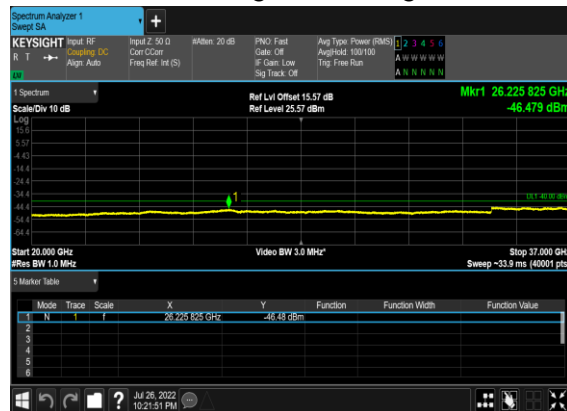 Spectrum Analyzer 1
Swept SA
+
KEYSIGHT Input: RF Input Z: 50 Ω #Atten: 20 dB PNO: Fast Avg Type: Power (RMS) 1 2 3 4 5 6
R T Coupling: DC Corr CCorr Gate: Off Avg|Hold: 100/100 A W W W W W
Align: Auto Freq Ref: Int (S) IF Gain: Low Trig: Free Run A N N N N N
LXI Sig Track: Off
1 Spectrum
Scale/Div 10 dB Ref Lvl Offset 15.57 dB Mkr1 26.225 825 GHz
Log Ref Level 25.57 dBm -46.479 dBm
15.6
5.57
-4.43
-14.4
-24.4
-34.4
1
-44.4
-54.4
-64.4
Start 20.000 GHz Video BW 3.0 MHz* Stop 37.000 GHz
#Res BW 1.0 MHz Sweep ~33.9 ms (40001 pts)
5 Marker Table
Mode Trace Scale X Y Function Function Width Function Value
1 N 1 f 26.225 825 GHz -46.48 dBm
2
3
4
5
6
? Jul 26, 2022
10:21:51 PM